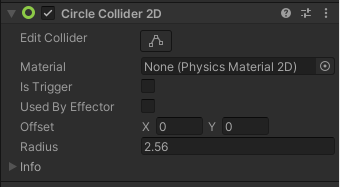 Circle Collider 2D
Edit Collider
Material None (Physics Material 2D)
Is Trigger
Used By Effector
Offset X 0 Y 0
Radius 2.56
Info